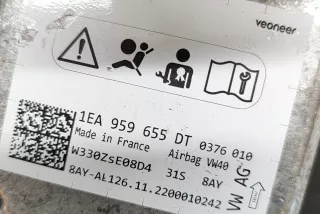 veoneer
1EA 959 655 DT 0376 010
Made in France Airbag VW40
W330ZsE08D4 31S 8AY
8AY-AL126.11.2200010242
VW AG